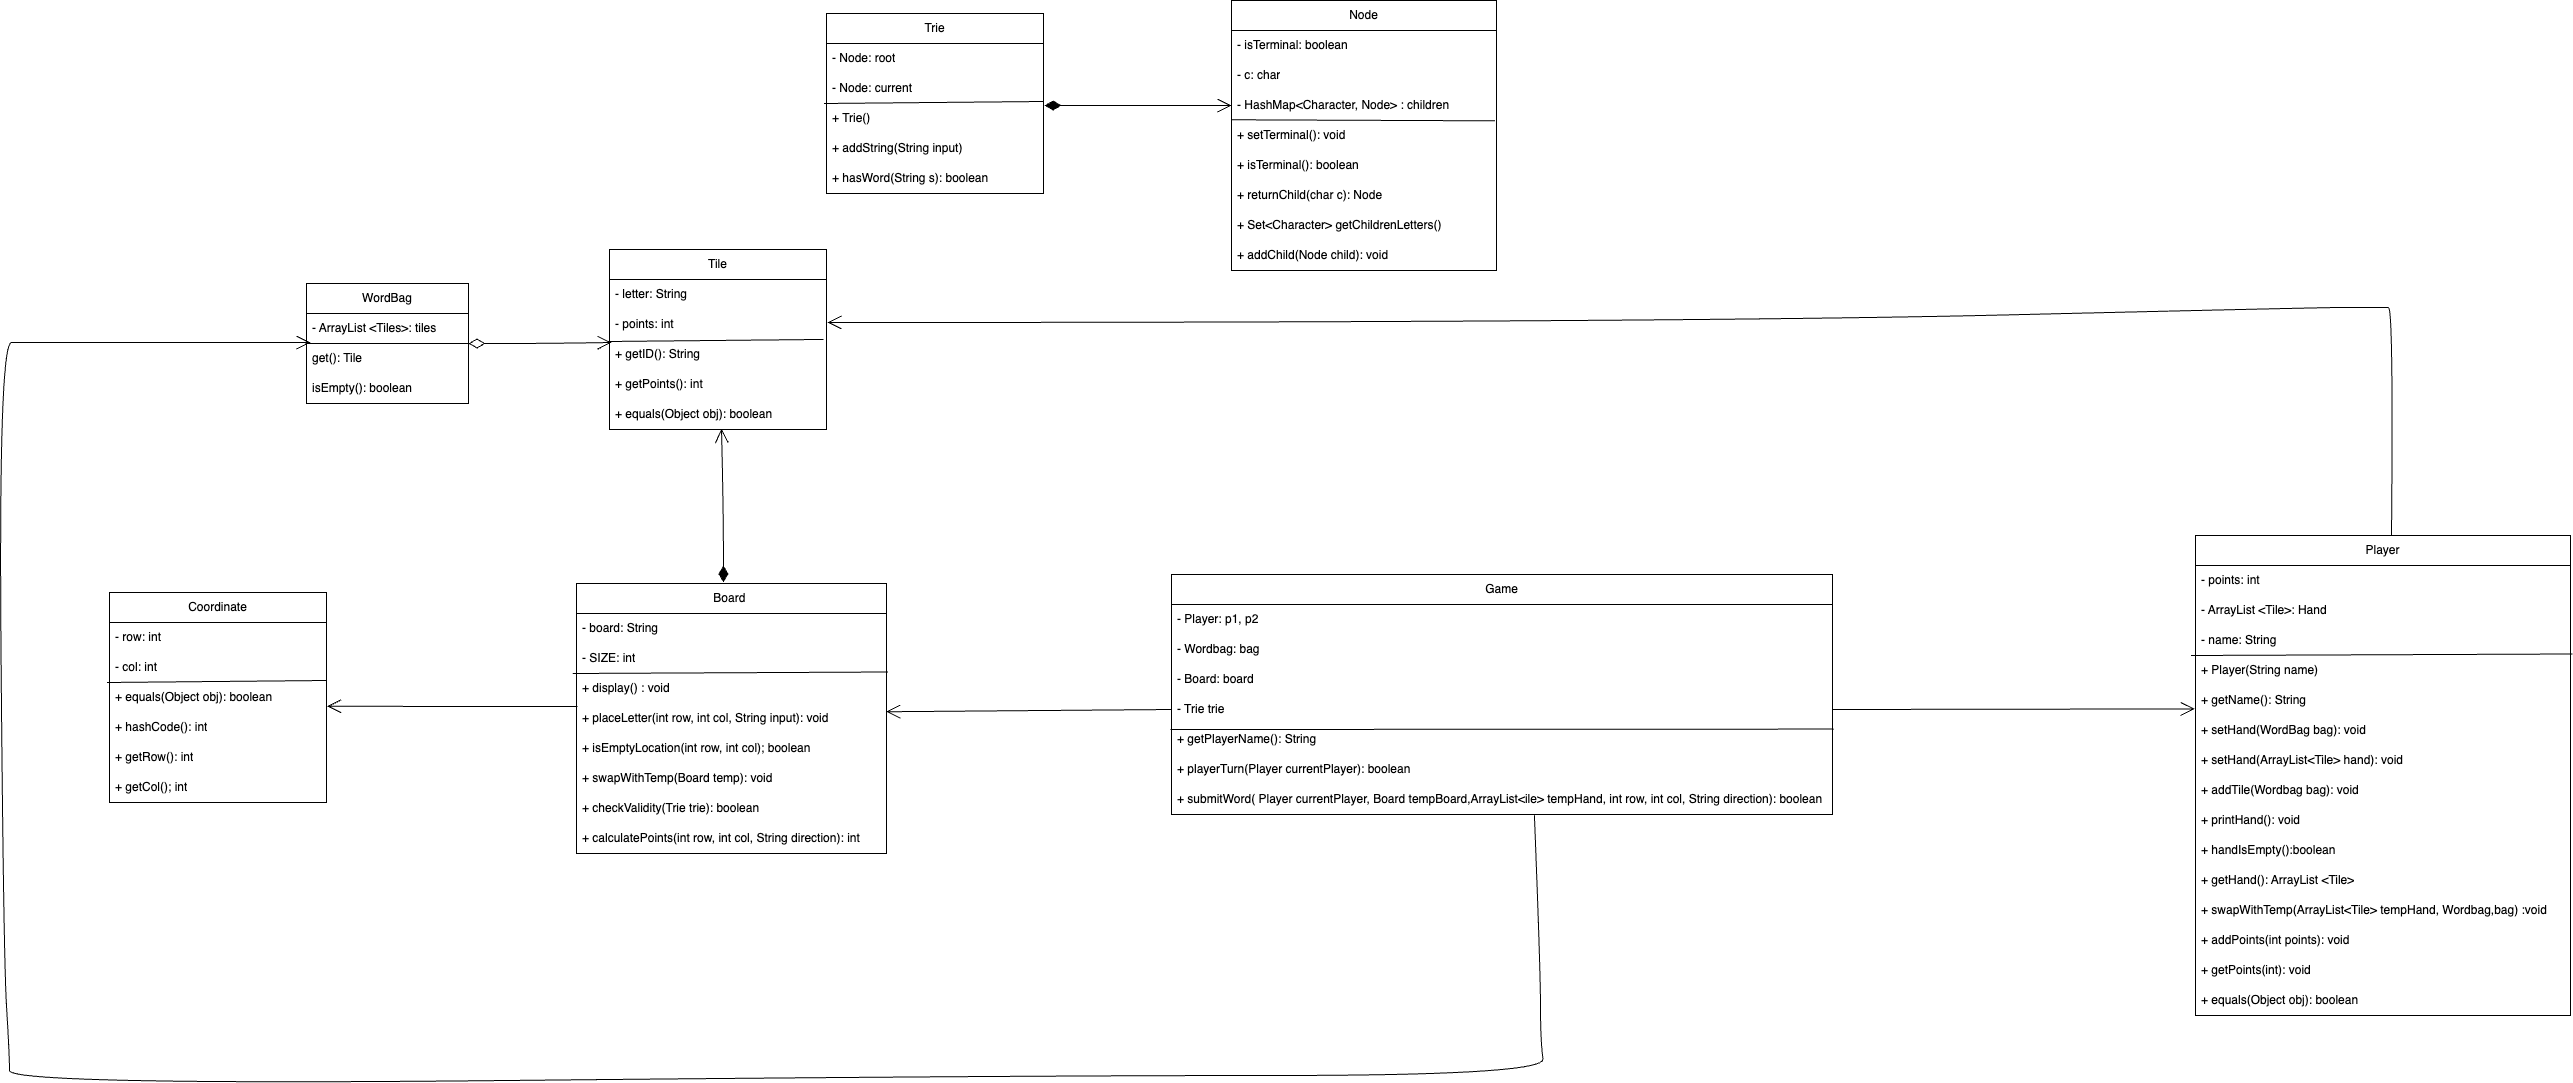 Trie
- Node: root
- Node: current
+ Trie()
+ addString(String input)
+ hasWord(String s): boolean
Node
- isTerminal: boolean
- c: char
- HashMap<Character, Node> : children
+ setTerminal(): void
+ isTerminal(): boolean
+ returnChild(char c): Node
+ Set<Character> getChildrenLetters()
+ addChild(Node child): void
WordBag
- ArrayList <Tiles>: tiles
get(): Tile
isEmpty(): boolean
Tile
- letter: String
- points: int
+ getID(): String
+ getPoints(): int
+ equals(Object obj): boolean
Coordinate
- row: int
- col: int
+ equals(Object obj): boolean
+ hashCode(): int
+ getRow(): int
+ getCol(); int
Board
- board: String
- SIZE: int
+ display() : void
+ placeLetter(int row, int col, String input): void
+ isEmptyLocation(int row, int col); boolean
+ swapWithTemp(Board temp): void
+ checkValidity(Trie trie): boolean
+ calculatePoints(int row, int col, String direction): int
Game
- Player: p1, p2
- Wordbag: bag
- Board: board
- Trie trie
+ getPlayerName(): String
+ playerTurn(Player currentPlayer): boolean
+ submitWord( Player currentPlayer, Board tempBoard,ArrayList<ile> tempHand, int row, int col, String direction): boolean
Player
- points: int
- ArrayList <Tile>: Hand
- name: String
+ Player(String name)
+ getName(): String
+ setHand(WordBag bag): void
+ setHand(ArrayList<Tile> hand): void
+ addTile(Wordbag bag): void
+ printHand(): void
+ handIsEmpty():boolean
+ getHand(): ArrayList <Tile>
+ swapWithTemp(ArrayList<Tile> tempHand, Wordbag,bag) :void
+ addPoints(int points): void
+ getPoints(int): void
+ equals(Object obj): boolean